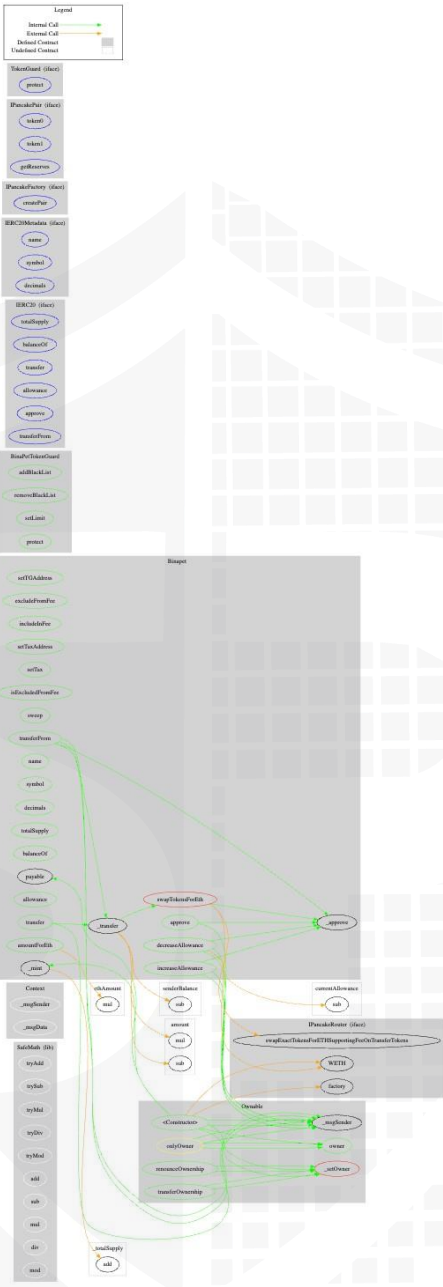 Legend
Internal Call
External Call
Defined Contract
Undefined Contract
TokenGuard (iface)
protect
IPancakePair (iface)
token0
token1
getReserves
IPancakeFactory (iface)
createPair
IERC20Metadata (iface)
name
symbol
decimals
IERC20 (iface)
totalSupply
balanceOf
transfer
allowance
approve
transferFrom
BinaPetTokenGuard
addBlackList
removeBlackList
setLimit
protect
Binapet
setTGAddress
excludeFromFee
includeInFee
setTaxAddress
setTax
isExcludedFromFee
sweep
transferFrom
name
symbol
decimals
totalSupply
balanceOf
payable
allowance
transfer
amountForEth
_mint
_transfer
swapTokensForEth
approve
decreaseAllowance
increaseAllowance
_approve
Context
_msgSender
_msgData
ethAmount
mul
senderBalance
sub
amount
mul
sub
currentAllowance
sub
IPancakeRouter (iface)
swapExactTokensForETHSupportingFeeOnTransferTokens
WETH
factory
SafeMath (lib)
tryAdd
trySub
tryMul
tryDiv
tryMod
add
sub
mul
div
mod
Ownable
<Constructor>
onlyOwner
renounceOwnership
transferOwnership
_msgSender
owner
_setOwner
_totalSupply
add